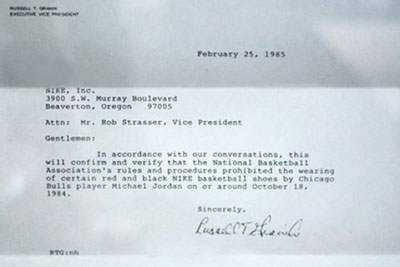 RUSSELL T. GRANIK
EXECUTIVE VICE PRESIDENT
February 25, 1985
NIKE, Inc.
3900 S.W. Murray Boulevard
Beaverton, Oregon 97005
Attn: Mr. Rob Strasser, Vice President
Gentlemen:
In accordance with our conversations, this
will confirm and verify that the National Basketball
Association's rules and procedures prohibited the wearing
of certain red and black NIKE basketball shoes by Chicago
Bulls player Michael Jordan on or around October 18,
1984.
Sincerely,
Russell T Granik
RTG:nh